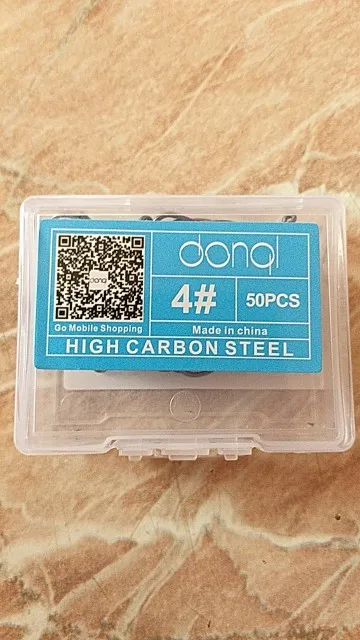 donql
4#
50PCS
Go Mobile Shopping
Made in china
HIGH CARBON STEEL